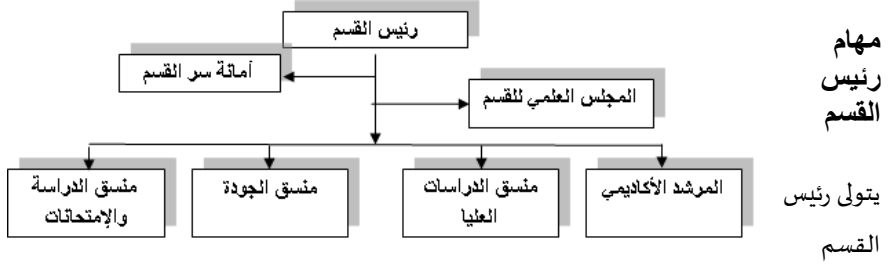 رئيس القسم
أمانة سر القسم
المجلس العلمي للقسم
المرشد الأكاديمي
منسق الدراسات
العليا
منسق الجودة
منسق الدراسة
والإمتحانات
مهام
رئيس
القسم
يتولى رئيس
القسم